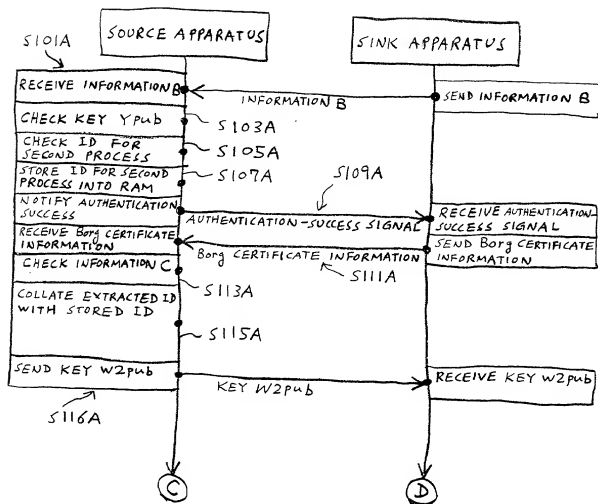 SOURCE APPARATUS
SINK APPARATUS
S101A
RECEIVE INFORMATION B
INFORMATION B
SEND INFORMATION B
CHECK KEY Ypub
S103A
CHECK ID FOR
SECOND PROCESS
S105A
STORE ID FOR SECOND
PROCESS INTO RAM
S107A
S109A
NOTIFY AUTHENTICATION
SUCCESS
AUTHENTICATION-SUCCESS SIGNAL
RECEIVE AUTHENTICATION-
SUCCESS SIGNAL
RECEIVE Borg CERTIFICATE
INFORMATION
Borg CERTIFICATE INFORMATION
SEND Borg CERTIFICATE
INFORMATION
S111A
CHECK INFORMATION C
S113A
COLLATE EXTRACTED ID
WITH STORED ID
S115A
SEND KEY W2pub
KEY W2pub
RECEIVE KEY W2pub
S116A
C
D